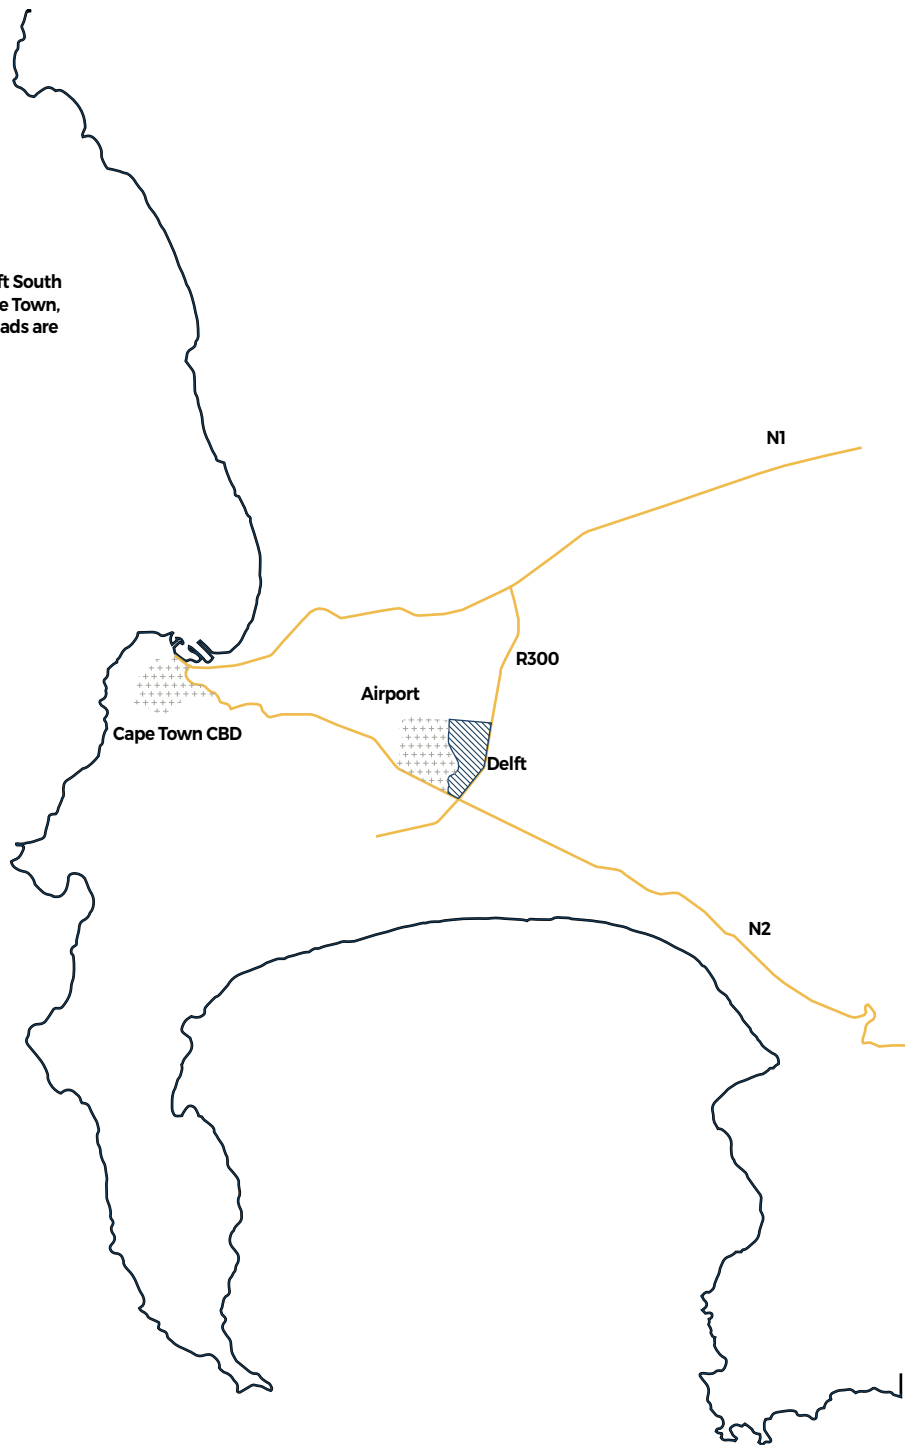 ft South
e Town,
ads are
N1
R300
Airport
Cape Town CBD
Delft
N2